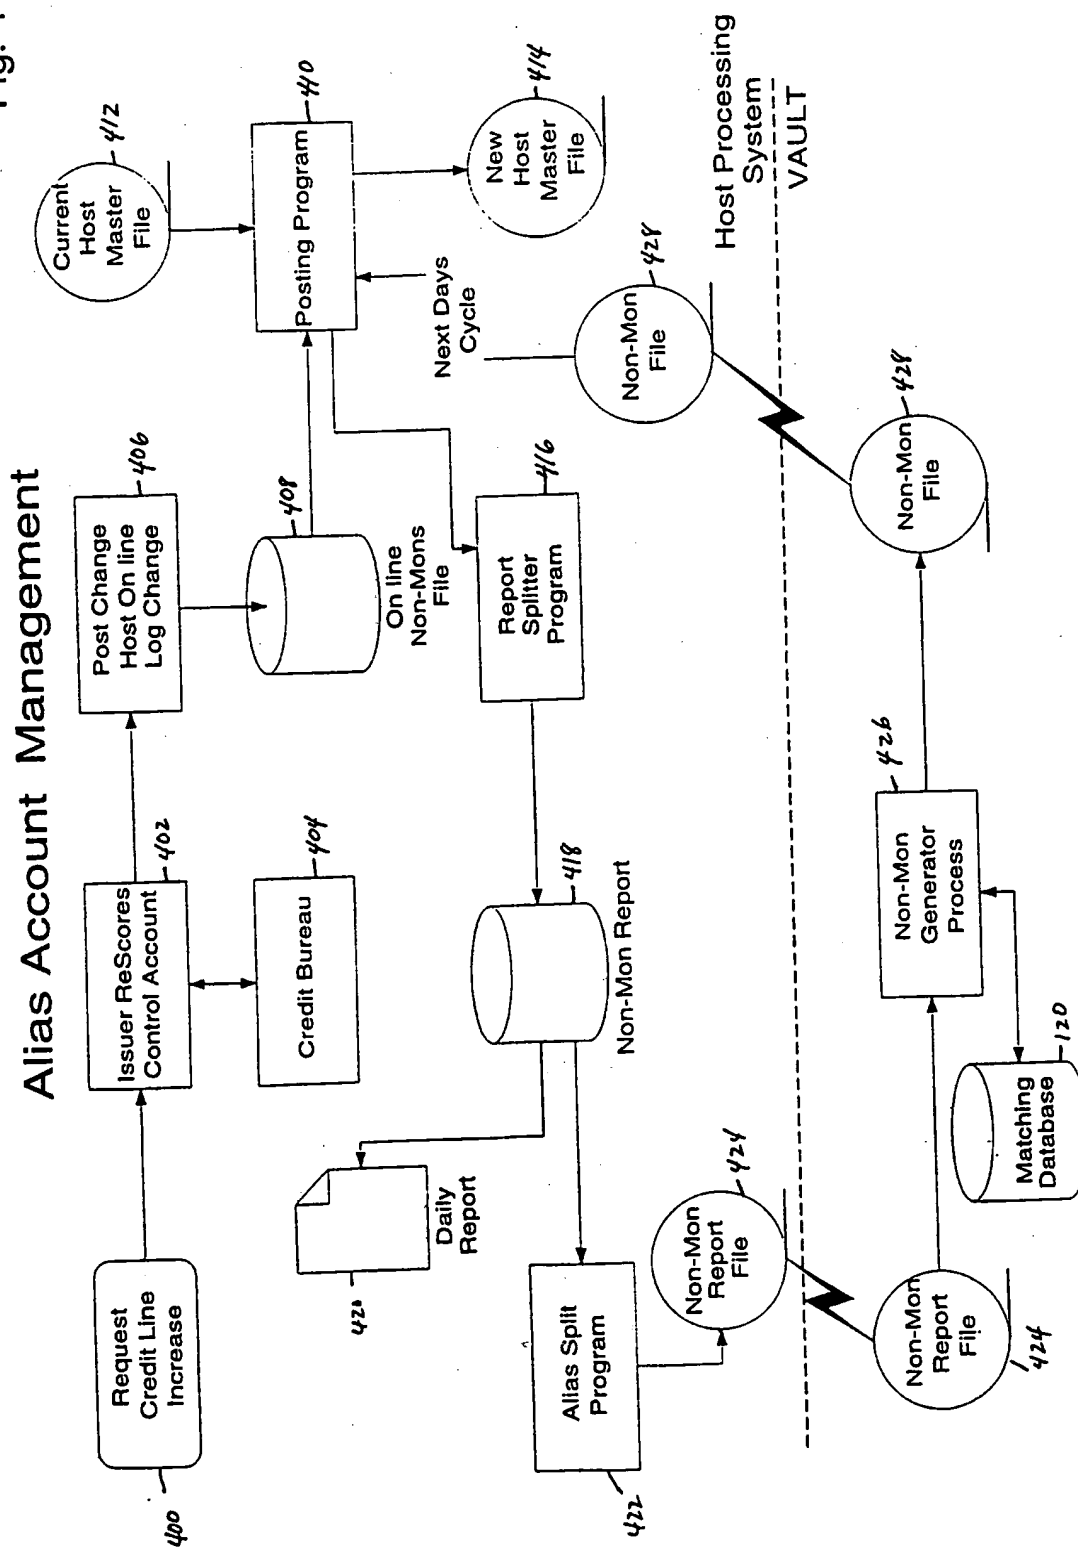 Alias Account Management
Request
Credit Line
Increase
400
Issuer ReScores
Control Account
402
Credit Bureau
404
Post Change
Host On line
Log Change
406
On line
Non-Mons
File
408
Current
Host
Master
File
412
Posting Program
410
New
Host
Master
File
414
Next Days
Cycle
Report
Splitter
Program
416
Non-Mon Report
418
Daily
Report
420
Alias Split
Program
422
Non-Mon
Report
File
424
Non-Mon
File
428
Host Processing
System
VAULT
Non-Mon
Report
File
424
Matching
Database
120
Non-Mon
Generator
Process
426
Non-Mon
File
428